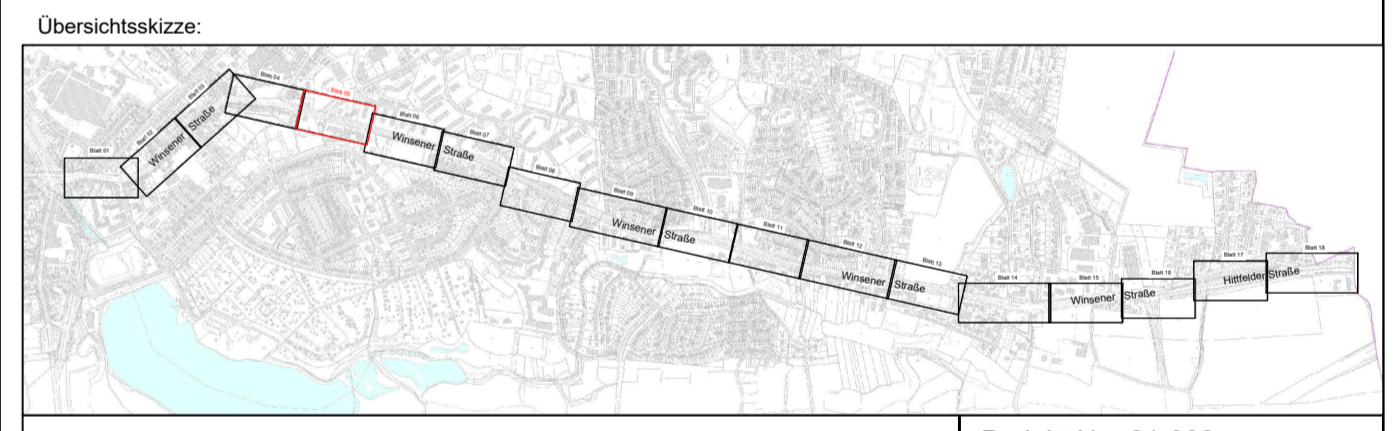 Übersichtsskizze:
Blatt 01
Blatt 02
Blatt 03
Blatt 04
Blatt 05
Blatt 06
Blatt 07
Blatt 08
Blatt 09
Blatt 10
Blatt 11
Blatt 12
Blatt 13
Blatt 14
Blatt 15
Blatt 16
Blatt 17
Blatt 18
Winsener Straße
Winsener Straße
Winsener Straße
Winsener Straße
Winsener Straße
Hittfelder Straße